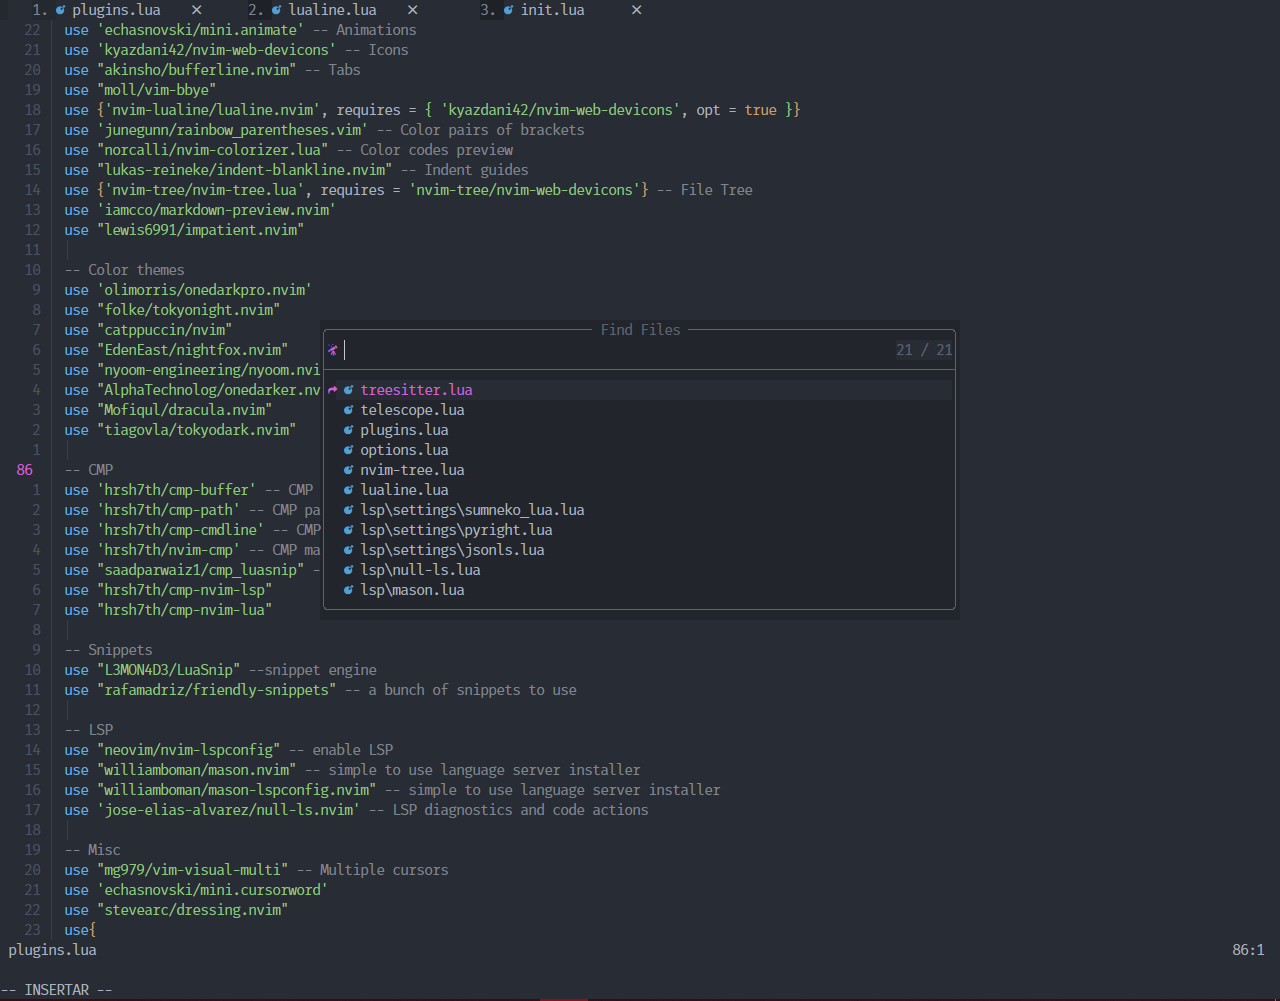 1. plugins.lua × 2. lualine.lua × 3. init.lua ×
22 use 'echasnovski/mini.animate' -- Animations
21 use 'kyazdani42/nvim-web-devicons' -- Icons
20 use "akinsho/bufferline.nvim" -- Tabs
19 use "moll/vim-bbye"
18 use {'nvim-lualine/lualine.nvim', requires = { 'kyazdani42/nvim-web-devicons', opt = true }}
17 use 'junegunn/rainbow_parentheses.vim' -- Color pairs of brackets
16 use "norcalli/nvim-colorizer.lua" -- Color codes preview
15 use "lukas-reineke/indent-blankline.nvim" -- Indent guides
14 use {'nvim-tree/nvim-tree.lua', requires = 'nvim-tree/nvim-web-devicons'} -- File Tree
13 use 'iamcco/markdown-preview.nvim'
12 use "lewis6991/impatient.nvim"
11
10 -- Color themes
9 use 'olimorris/onedarkpro.nvim'
8 use "folke/tokyonight.nvim"
7 use "catppuccin/nvim"
6 use "EdenEast/nightfox.nvim"
5 use "nyoom-engineering/nyoom.nvi
4 use "AlphaTechnolog/onedarker.nv
3 use "Mofiqul/dracula.nvim"
2 use "tiagovla/tokyodark.nvim"
1
86 -- CMP
1 use 'hrsh7th/cmp-buffer' -- CMP
2 use 'hrsh7th/cmp-path' -- CMP pa
3 use 'hrsh7th/cmp-cmdline' -- CMP
4 use 'hrsh7th/nvim-cmp' -- CMP ma
5 use "saadparwaiz1/cmp_luasnip" -
6 use "hrsh7th/cmp-nvim-lsp"
7 use "hrsh7th/cmp-nvim-lua"
8
9 -- Snippets
10 use "L3MON4D3/LuaSnip" --snippet engine
11 use "rafamadriz/friendly-snippets" -- a bunch of snippets to use
12
13 -- LSP
14 use "neovim/nvim-lspconfig" -- enable LSP
15 use "williamboman/mason.nvim" -- simple to use language server installer
16 use "williamboman/mason-lspconfig.nvim" -- simple to use language server installer
17 use 'jose-elias-alvarez/null-ls.nvim' -- LSP diagnostics and code actions
18
19 -- Misc
20 use "mg979/vim-visual-multi" -- Multiple cursors
21 use 'echasnovski/mini.cursorword'
22 use "stevearc/dressing.nvim"
23 use{
Find Files
21 / 21
treesitter.lua
telescope.lua
plugins.lua
options.lua
nvim-tree.lua
lualine.lua
lsp\settings\sumneko_lua.lua
lsp\settings\pyright.lua
lsp\settings\jsonls.lua
lsp\null-ls.lua
lsp\mason.lua
plugins.lua 86:1
-- INSERTAR --